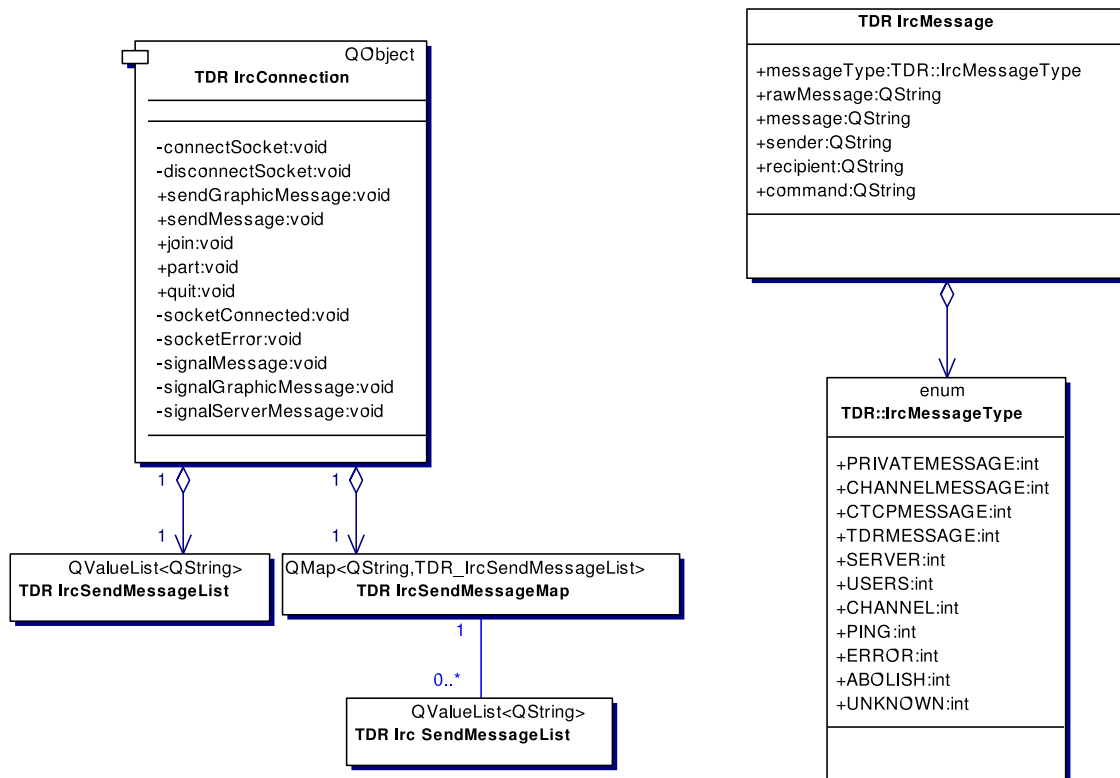 QObject
TDR IrcConnection
-connectSocket:void
-disconnectSocket:void
+sendGraphicMessage:void
+sendMessage:void
+join:void
+part:void
+quit:void
-socketConnected:void
-socketError:void
-signalMessage:void
-signalGraphicMessage:void
-signalServerMessage:void
1
1
1
1
QValueList<QString>
TDR IrcSendMessageList
QMap<QString,TDR_IrcSendMessageList>
TDR IrcSendMessageMap
1
0..*
QValueList<QString>
TDR Irc SendMessageList
TDR IrcMessage
+messageType:TDR::IrcMessageType
+rawMessage:QString
+message:QString
+sender:QString
+recipient:QString
+command:QString
enum
TDR::IrcMessageType
+PRIVATEMESSAGE:int
+CHANNELMESSAGE:int
+CTCPMESSAGE:int
+TDRMESSAGE:int
+SERVER:int
+USERS:int
+CHANNEL:int
+PING:int
+ERROR:int
+ABOLISH:int
+UNKNOWN:int